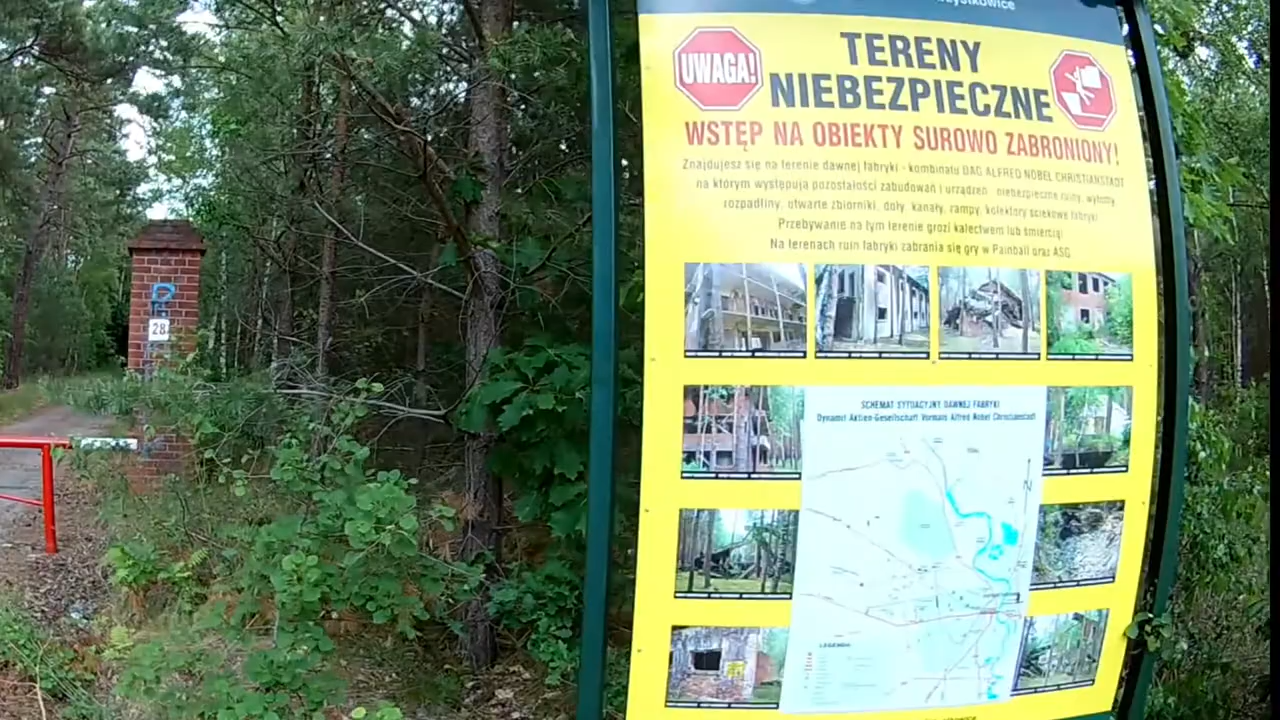 UWAGA!
TERENY
NIEBEZPIECZNE
WSTĘP NA OBIEKTY SUROWO ZABRONIONY!
Znajdujesz się na terenie dawnej fabryki - kombinatu DAG ALFRED NOBEL CHRISTIANSTADT
na którym występują pozostałości zabudowań i urządzeń: niebezpieczne ruiny, wyłomy,
rozpadliny, otwarte zbiorniki, doły, kanały, rampy, kolektory ściekowe fabryki
Przebywanie na tym terenie grozi kalectwem lub śmiercią!
Na terenach ruin fabryki zabrania się gry w Painball oraz ASG
SCHEMAT SYTUACYJNY DAWNEJ FABRYKI
Dynamit Aktien-Gesellschaft Vormals Alfred Nobel Christianstadt
N
LEGENDA
28